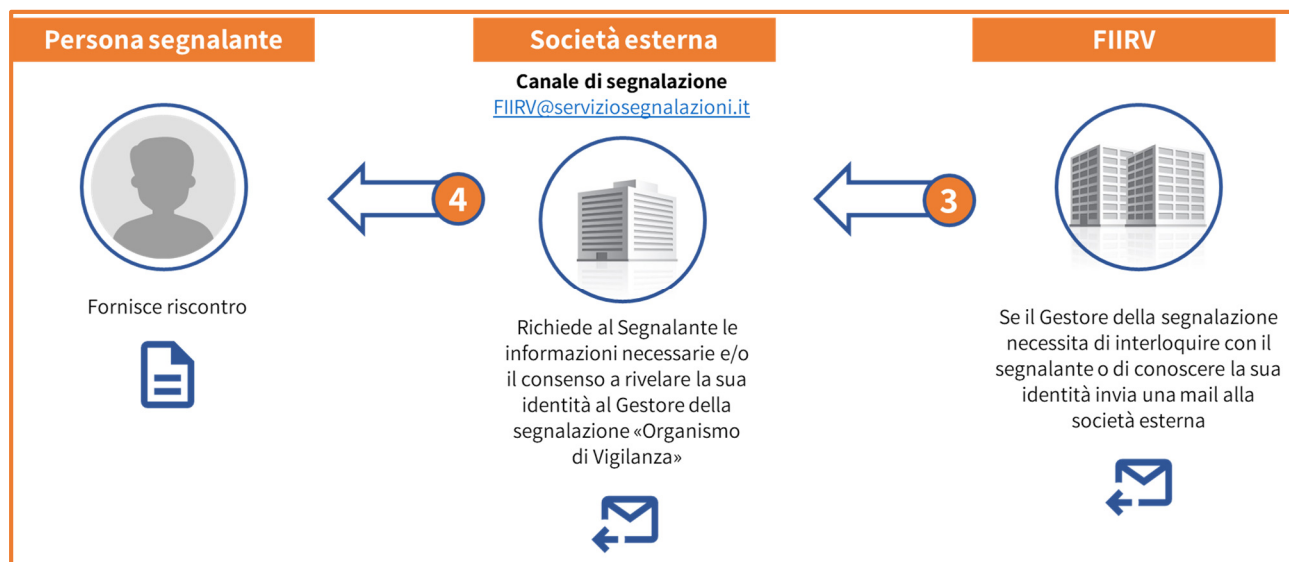 Persona segnalante
Società esterna
FIIRV
Canale di segnalazione
FIIRV@serviziosegnalazioni.it
4
3
Fornisce riscontro
Richiede al Segnalante le
informazioni necessarie e/o
il consenso a rivelare la sua
identità al Gestore della
segnalazione «Organismo
di Vigilanza»
Se il Gestore della segnalazione
necessita di interloquire con il
segnalante o di conoscere la sua
identità invia una mail alla
società esterna